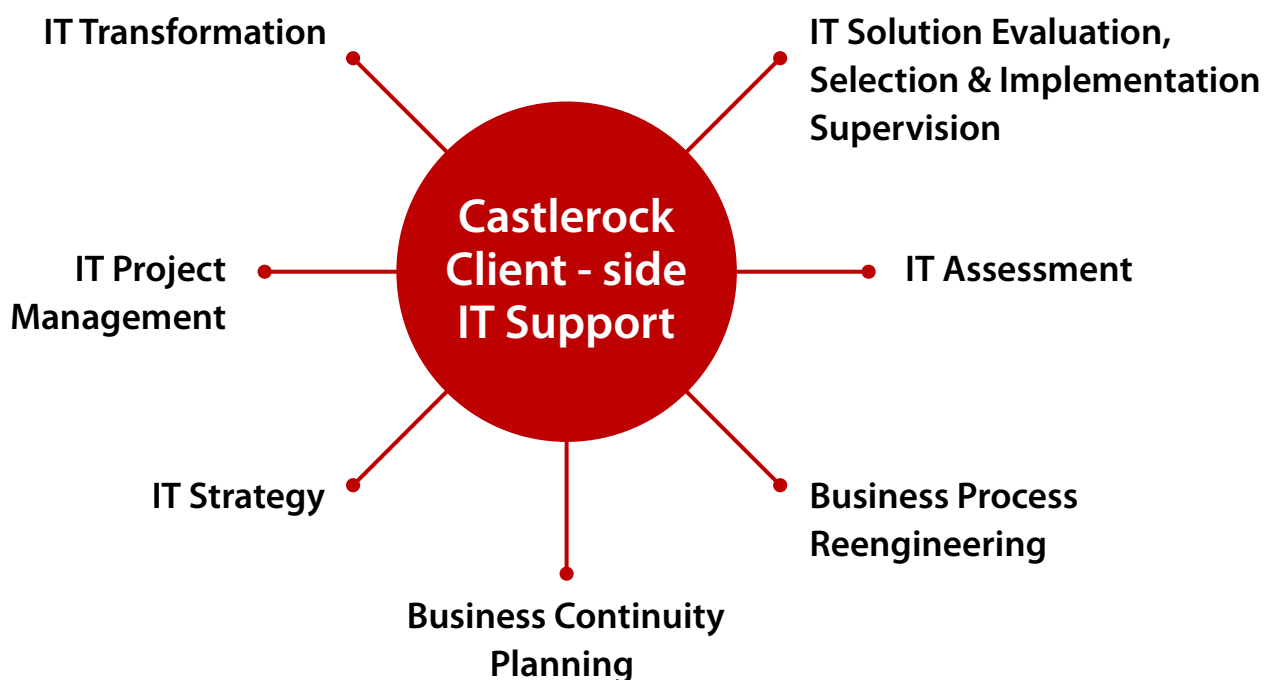 IT Transformation
IT Solution Evaluation,
Selection & Implementation
Supervision
Castlerock
Client - side
IT Support
IT Project
Management
IT Assessment
IT Strategy
Business Process
Reengineering
Business Continuity
Planning